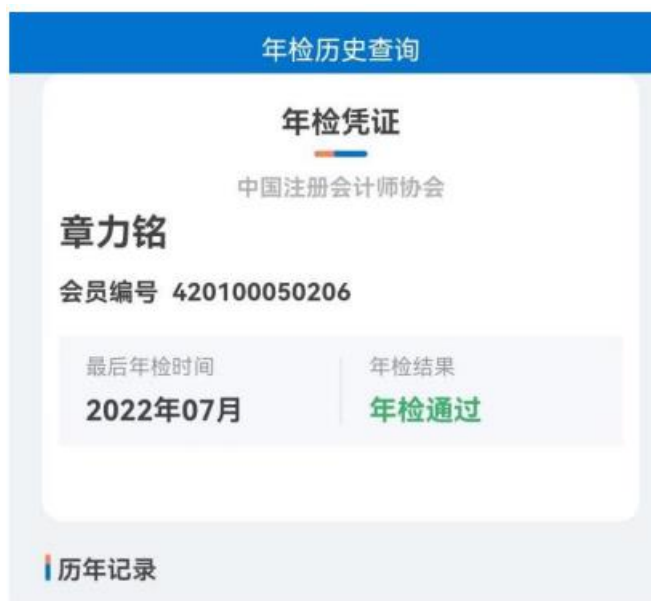 年检历史查询
年检凭证
中国注册会计师协会
章力铭
会员编号 420100050206
最后年检时间 年检结果
2022年07月 年检通过
历年记录